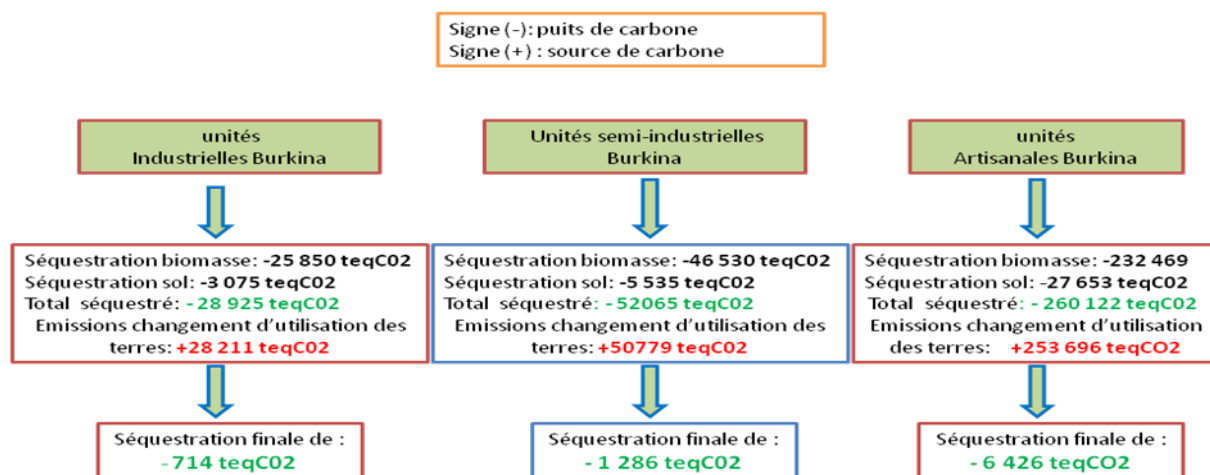 Signe (-): puits de carbone
Signe (+) : source de carbone
unités
Industrielles Burkina
Unités semi-industrielles
Burkina
unités
Artisanales Burkina
Séquestration biomasse: -25 850 teqC02
Séquestration sol: -3 075 teqC02
Total séquestré: - 28 925 teqC02
Emissions changement d'utilisation des
terres: +28 211 teqC02
Séquestration biomasse: -46 530 teqC02
Séquestration sol: -5 535 teqC02
Total séquestré: - 52065 teqC02
Emissions changement d'utilisation des
terres: +50779 teqC02
Séquestration biomasse: -232 469
Séquestration sol: -27 653 teqC02
Total séquestré: - 260 122 teqC02
Emissions changement d'utilisation
des terres: +253 696 teqCO2
Séquestration finale de :
- 714 teqC02
Séquestration finale de :
- 1 286 teqC02
Séquestration finale de :
- 6 426 teqCO2